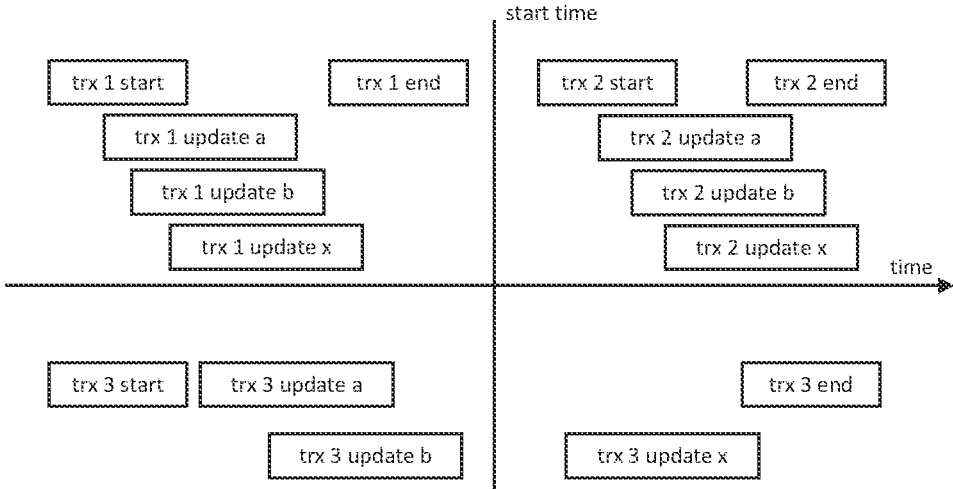 start time
trx 1 start
trx 1 end
trx 2 start
trx 2 end
trx 1 update a
trx 2 update a
trx 1 update b
trx 2 update b
trx 1 update x
trx 2 update x
time
trx 3 start
trx 3 update a
trx 3 end
trx 3 update b
trx 3 update x